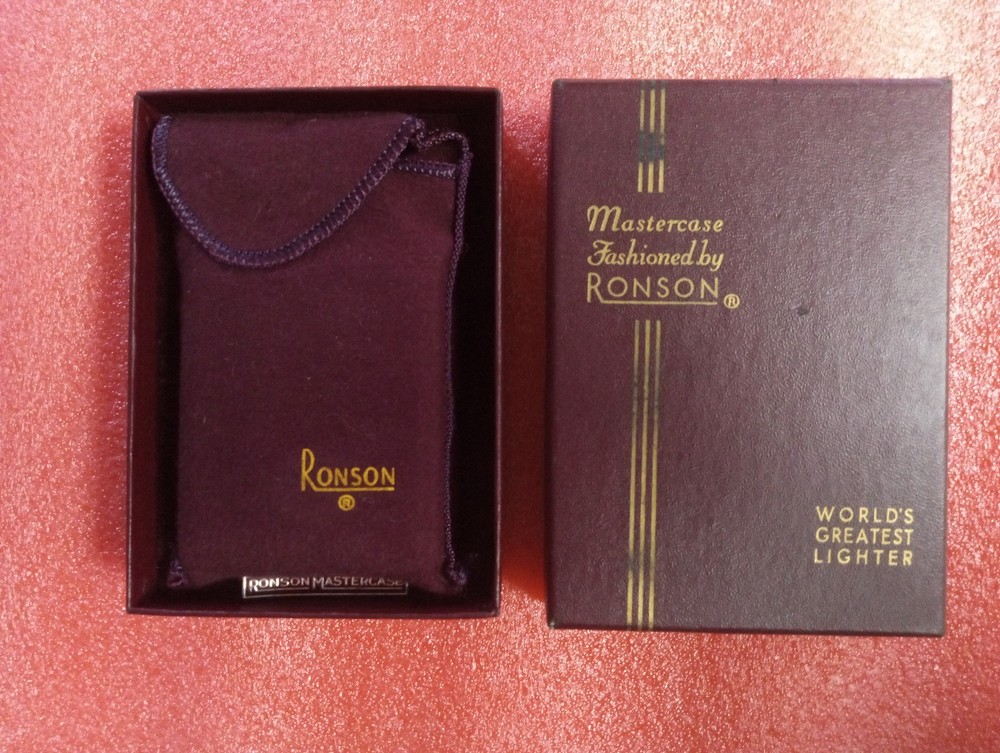 RONSON
®
RONSON MASTERCASE
Mastercase
Fashioned by
RONSON ®
WORLD'S
GREATEST
LIGHTER